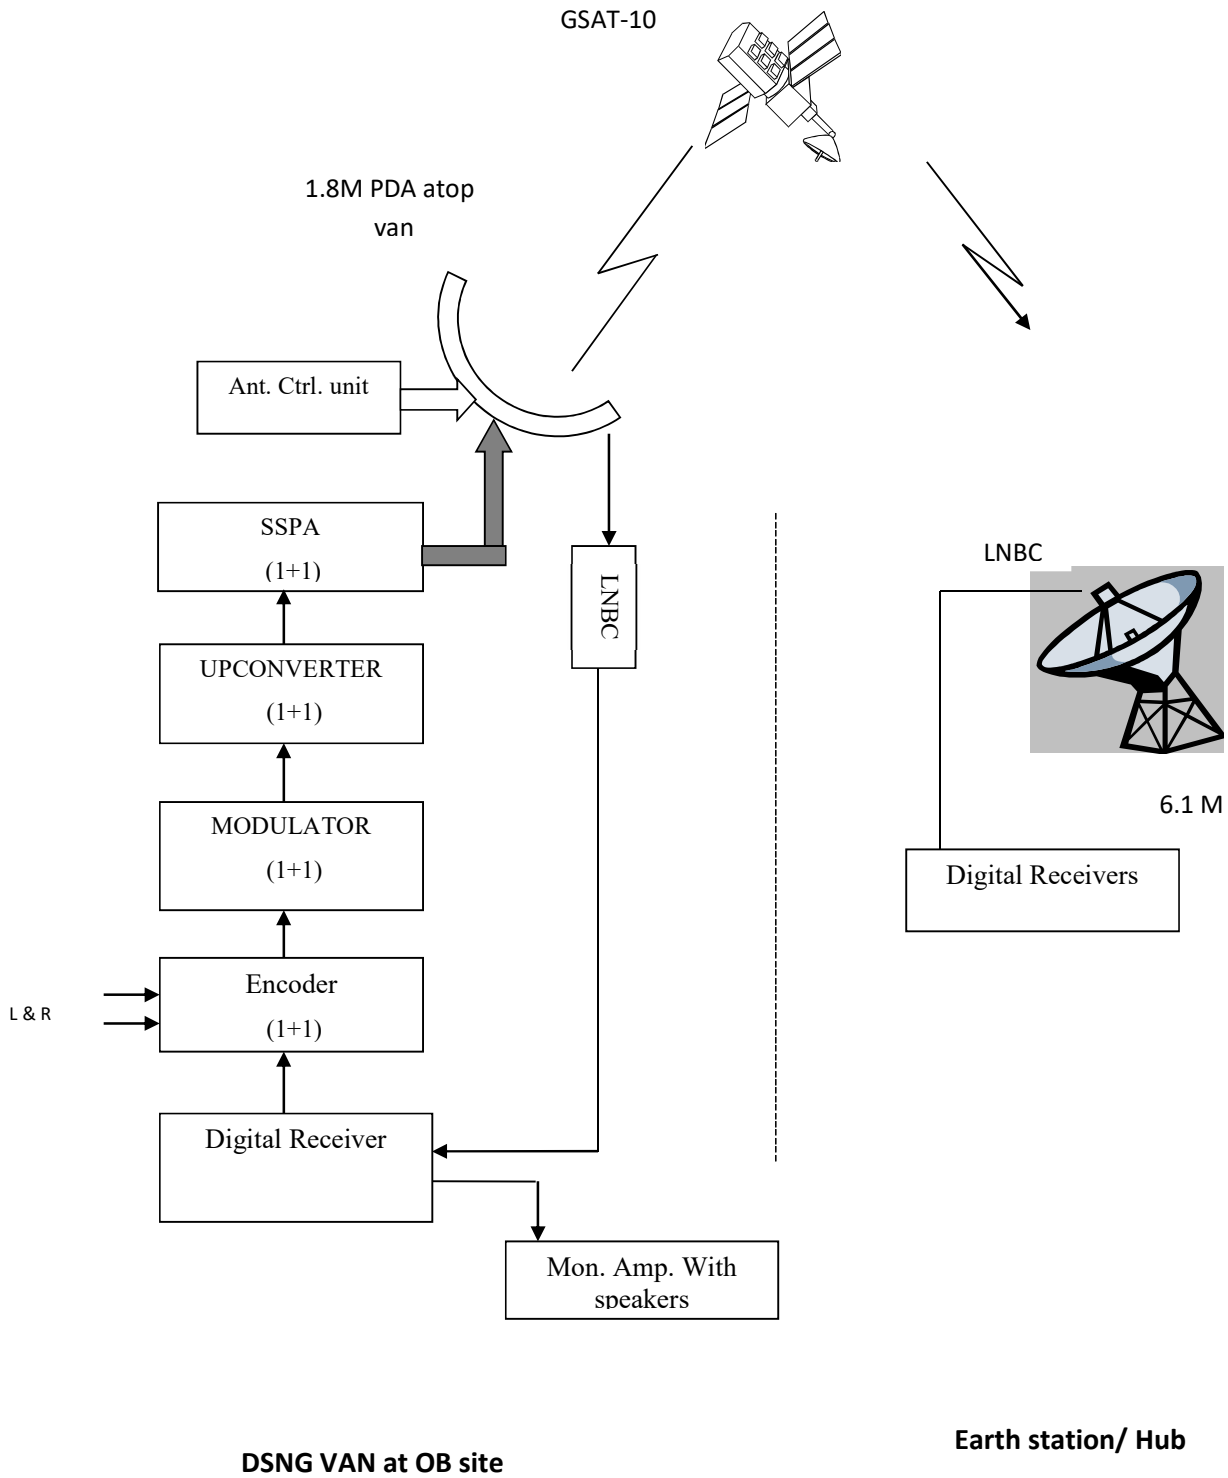 GSAT-10
1.8M PDA atop
van
Ant. Ctrl. unit
SSPA
(1+1)
LNBC
UPCONVERTER
(1+1)
MODULATOR
(1+1)
Encoder
(1+1)
L & R
Digital Receiver
Mon. Amp. With
speakers
LNBC
6.1 M
Digital Receivers
DSNG VAN at OB site
Earth station/ Hub